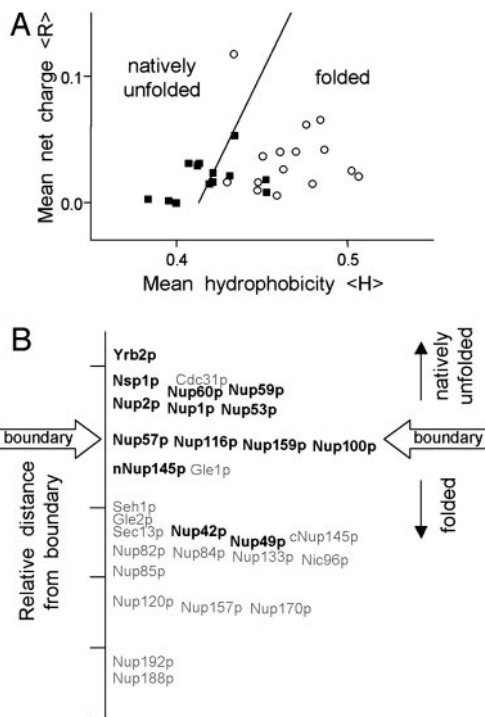 A
Mean net charge <R>
0.1
0.0
natively
unfolded
folded
0.4
0.5
Mean hydrophobicity <H>
B
Yrb2p
Nsp1p Cdc31p
Nup60p Nup59p
Nup2p Nup1p Nup53p
boundary
Nup57p Nup116p Nup159p Nup100p
boundary
nNup145p Gle1p
Seh1p
Gle2p
Sec13p Nup42p cNup145p
Nup49p
Nup82p Nup84p Nup133p Nic96p
Nup85p
Nup120p Nup157p Nup170p
Nup192p
Nup188p
Relative distance
from boundary
natively
unfolded
folded